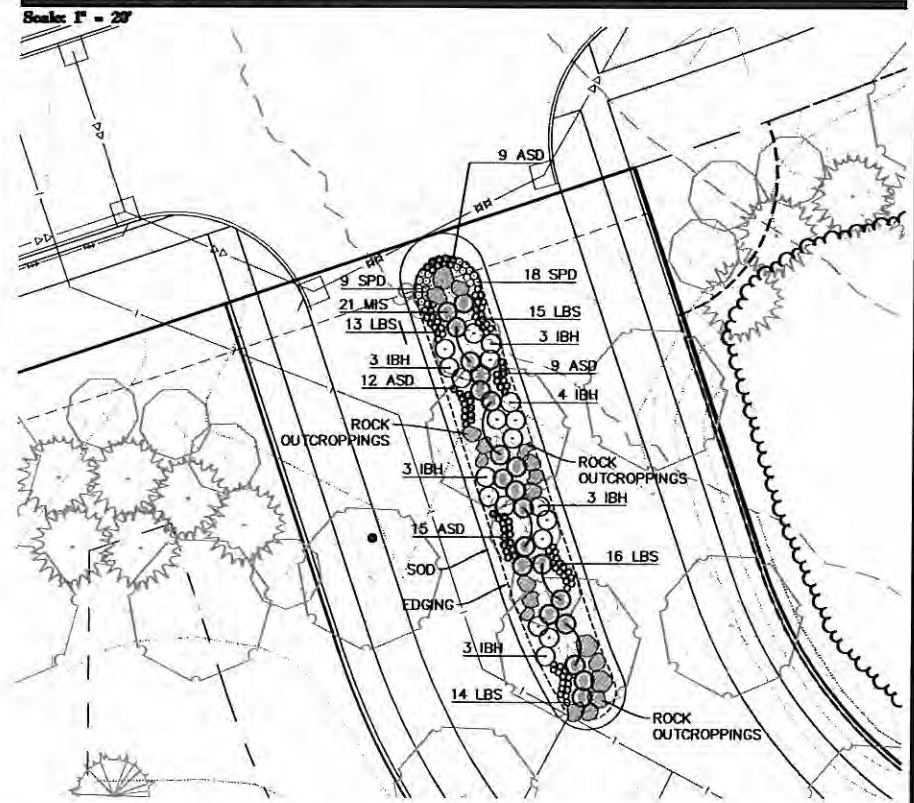 Scale: 1" = 20'
9 ASD
9 SPD
18 SPD
21 MIS
15 LBS
13 LBS
3 IBH
3 IBH
9 ASD
12 ASD
4 IBH
ROCK
OUTCROPPINGS
ROCK
OUTCROPPINGS
3 IBH
3 IBH
15 ASD
16 LBS
SOD
EDGING
3 IBH
14 LBS
ROCK
OUTCROPPINGS